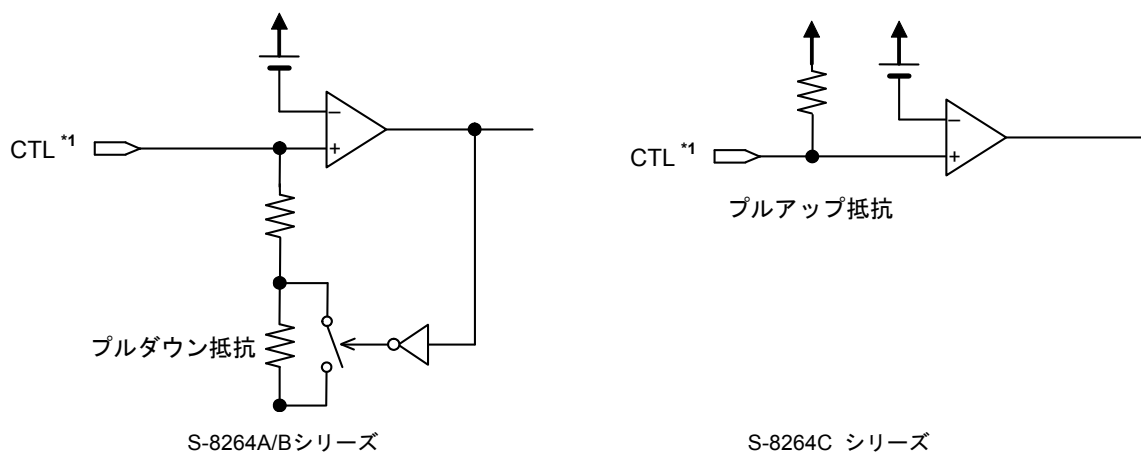 CTL *1
プルダウン抵抗
S-8264A/Bシリーズ
CTL *1
プルアップ抵抗
S-8264C シリーズ